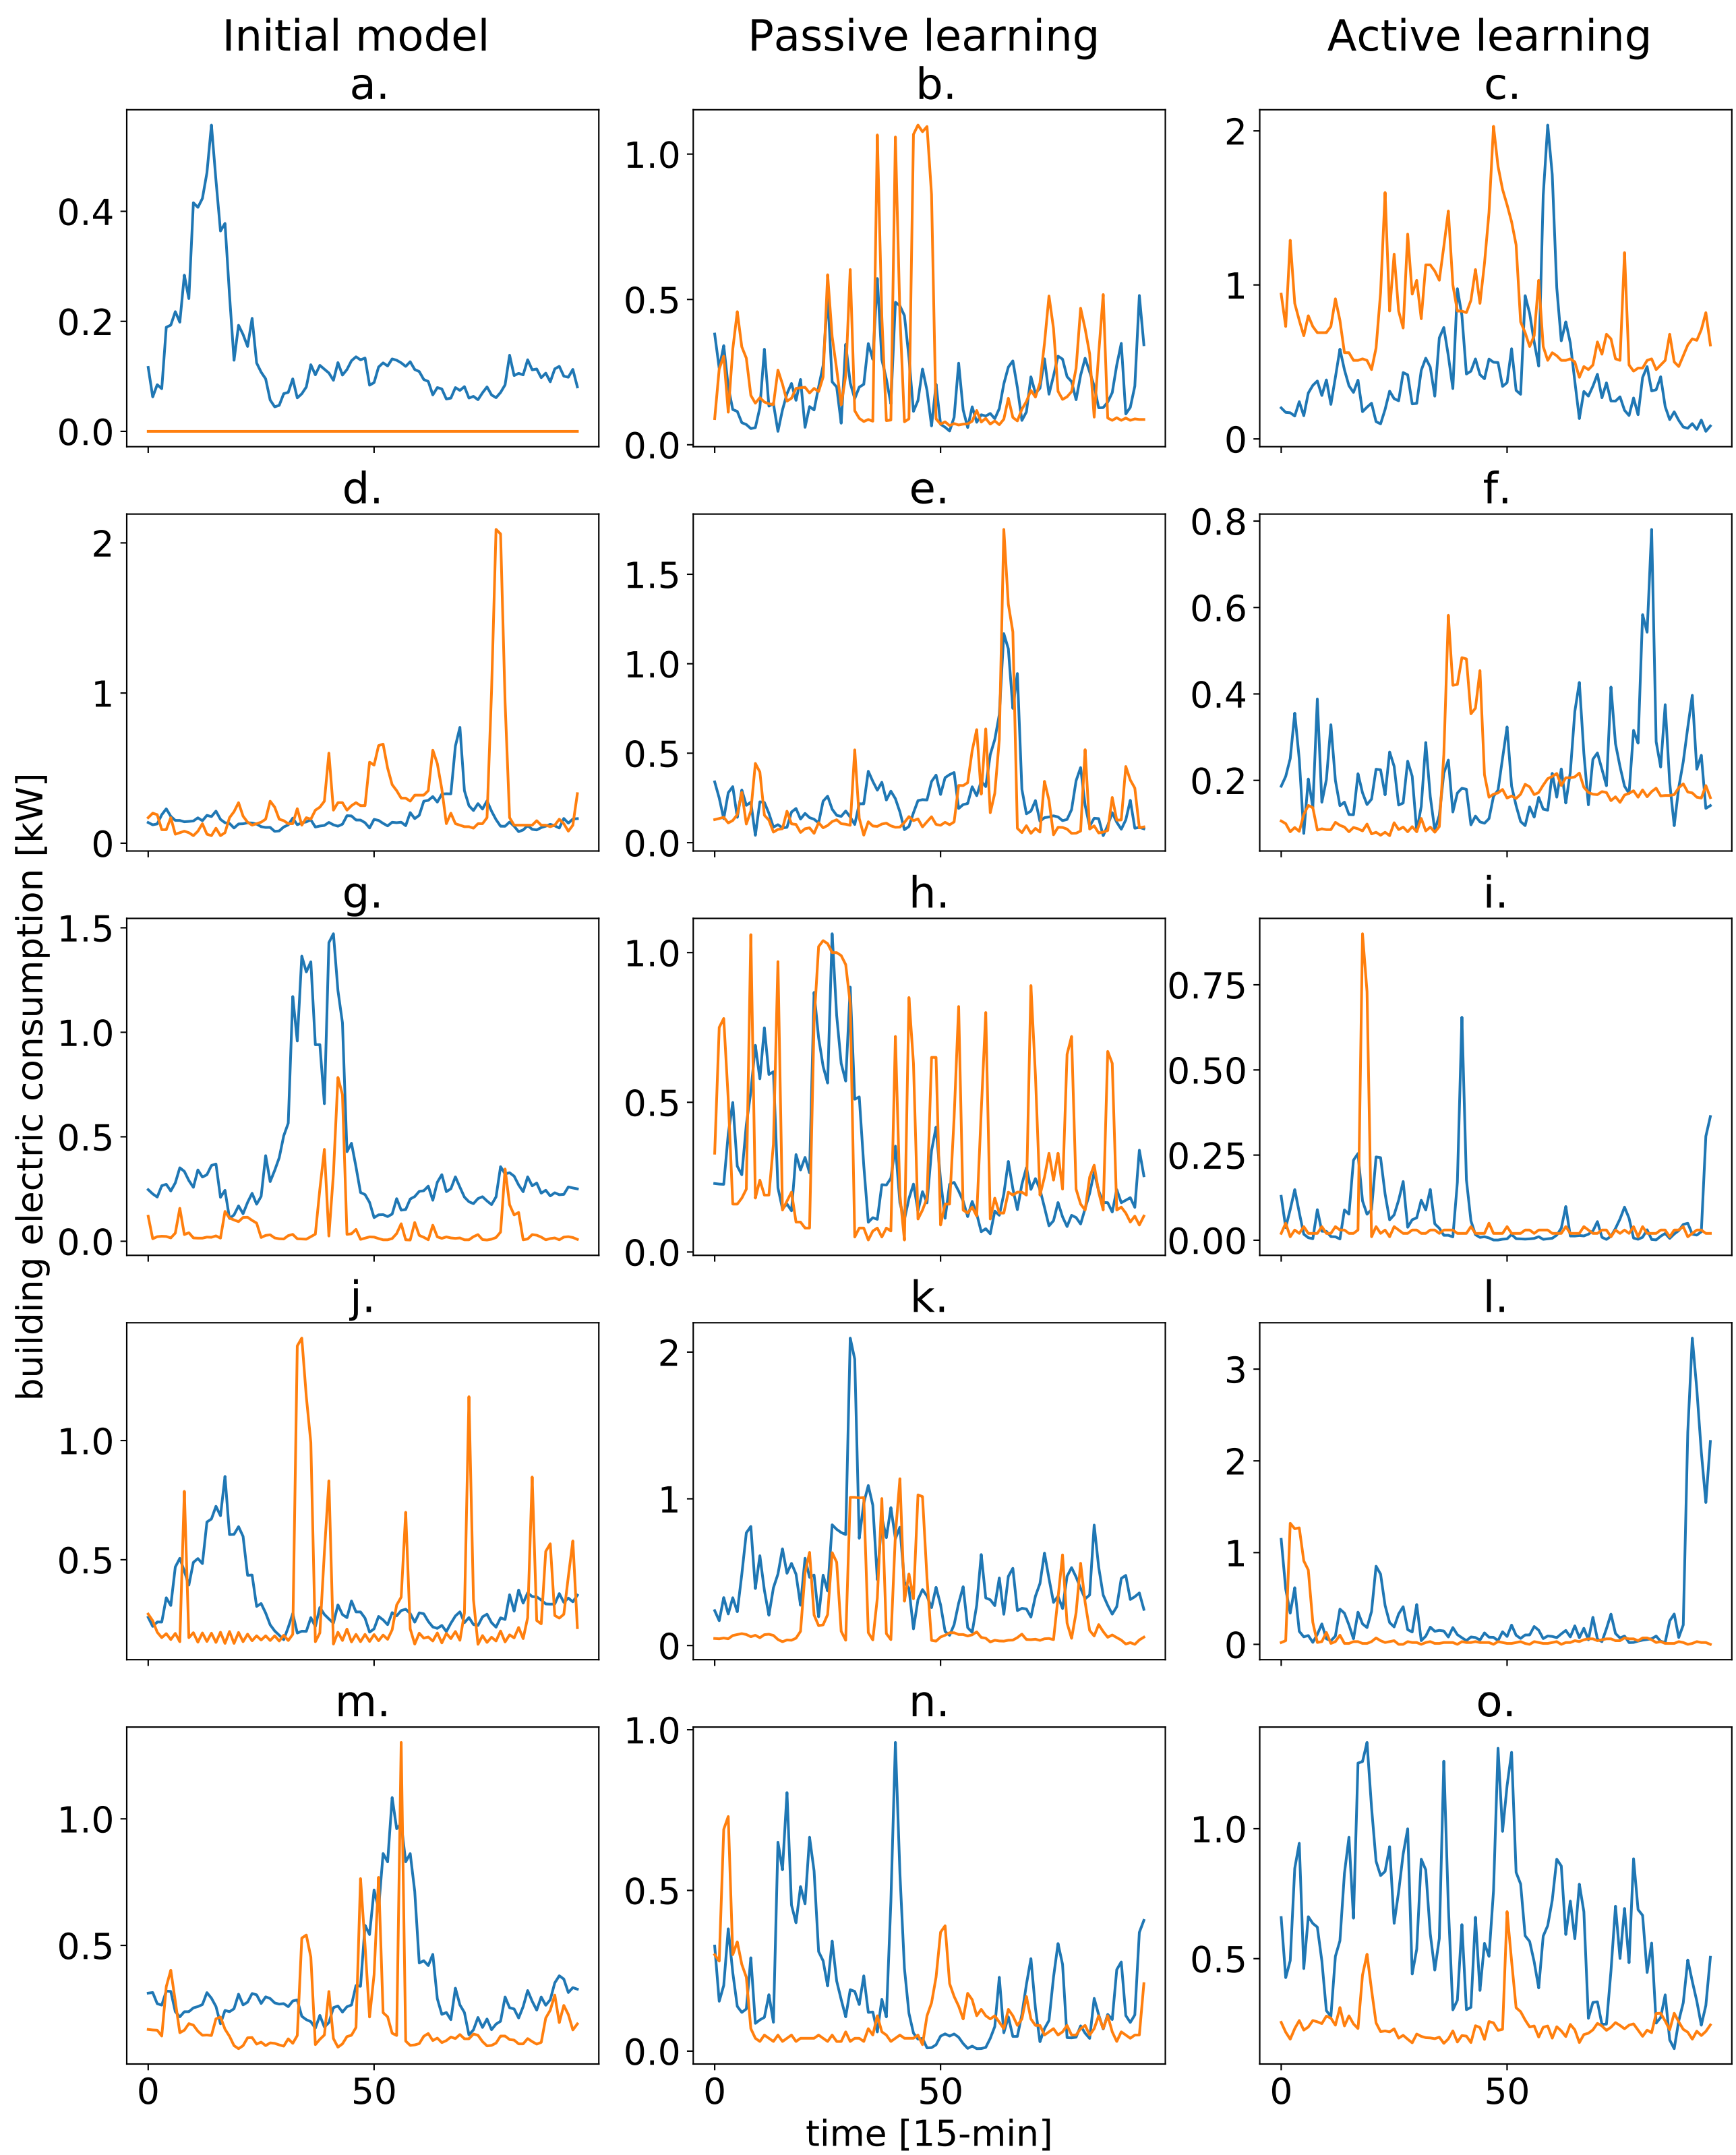 Initial model
Passive learning
Active learning
a.
b.
c.
0.4
0.2
0.0
1.0
0.5
0.0
2
1
0
d.
e.
f.
2
1
0
1.5
1.0
0.5
0.0
0.8
0.6
0.4
0.2
building electric consumption [kW]
g.
h.
i.
1.5
1.0
0.5
0.0
1.0
0.5
0.0
0.75
0.50
0.25
0.00
j.
k.
l.
1.0
0.5
2
1
0
3
2
1
0
m.
n.
o.
1.0
0.5
1.0
0.5
0.0
1.0
0.5
0
50
0
50
0
50
time [15-min]